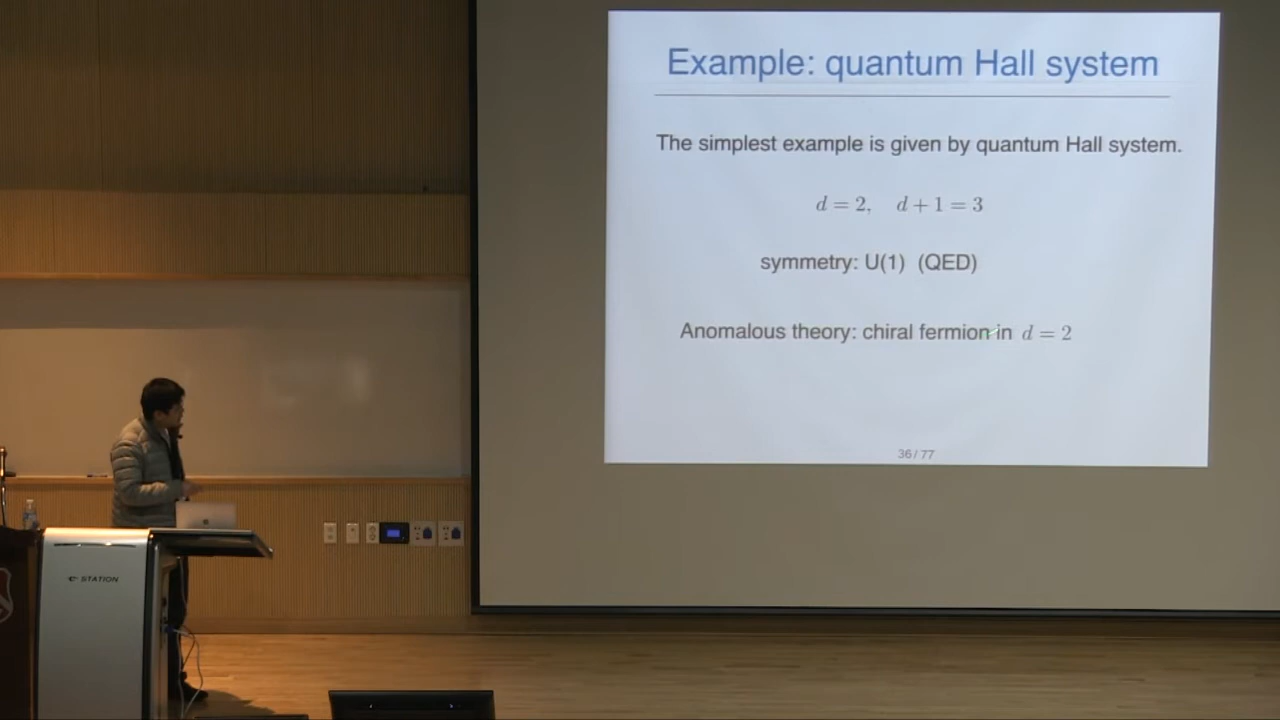 Example: quantum Hall system
The simplest example is given by quantum Hall system.
d = 2,   d + 1 = 3
symmetry: U(1)  (QED)
Anomalous theory: chiral fermion in d = 2
36 / 77
e-STATION